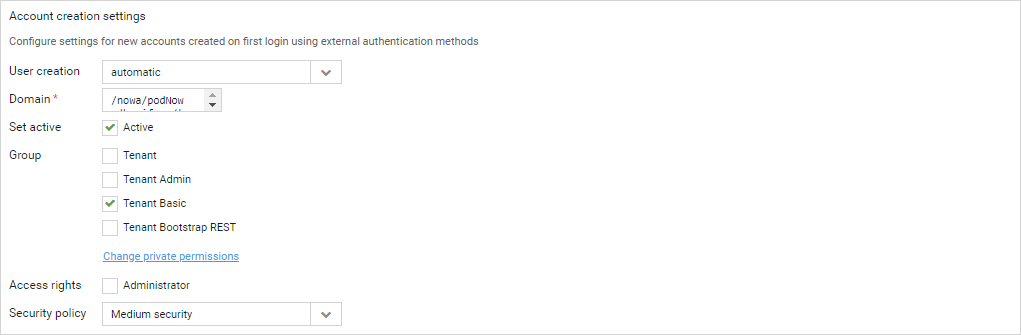 Account creation settings
Configure settings for new accounts created on first login using external authentication methods
User creation automatic
Domain * /nowa/podNow
Set active Active
Group Tenant
Tenant Admin
Tenant Basic
Tenant Bootstrap REST
Change private permissions
Access rights Administrator
Security policy Medium security